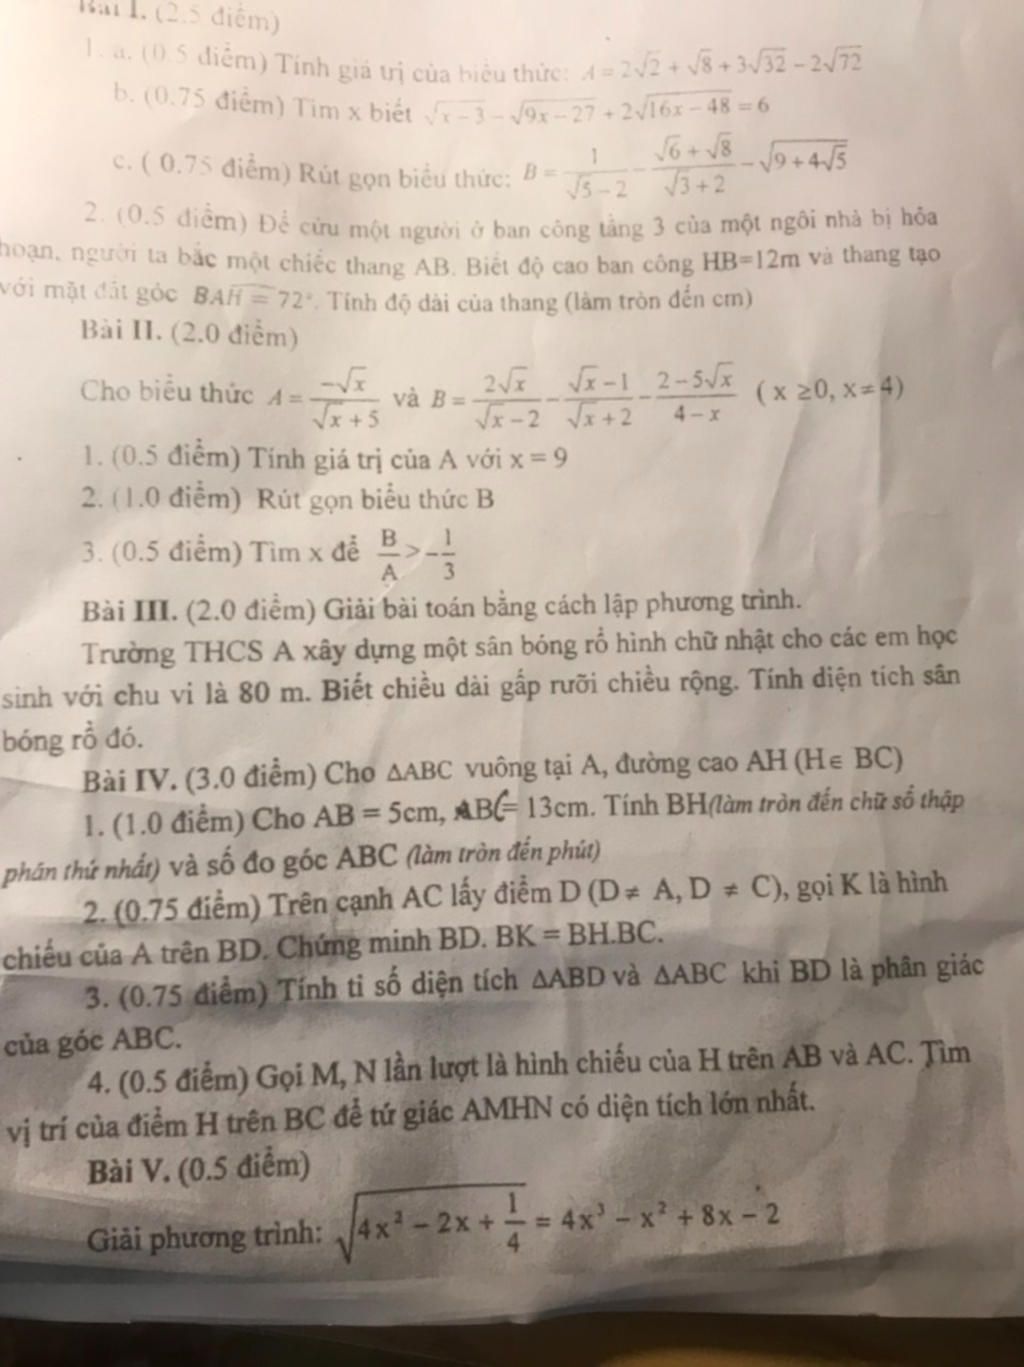 Bài I. (2.5 điểm)
1. a. (0.5 điểm) Tính giá trị của biểu thức: A = 2√2 + √8 + 3√32 − 2√72
b. (0.75 điểm) Tìm x biết √(x − 3) − √(9x − 27) + 2√(16x − 48) = 6
c. ( 0.75 điểm) Rút gọn biểu thức: B = 1/(√5 − 2) − (√6 + √8)/(√3 + 2) − √(9 + 4√5)
2. (0.5 điểm) Để cứu một người ở ban công tầng 3 của một ngôi nhà bị hỏa
hoạn, người ta bắc một chiếc thang AB. Biết độ cao ban công HB=12m và thang tạo
với mặt đất góc BAH = 72°. Tính độ dài của thang (làm tròn đến cm)
Bài II. (2.0 điểm)
Cho biểu thức A = −√x/(√x + 5) và B = 2√x/(√x − 2) − (√x − 1)/(√x + 2) − (2 − 5√x)/(4 − x) ( x ≥0, x≠4)
1. (0.5 điểm) Tính giá trị của A với x = 9
2. (1.0 điểm) Rút gọn biểu thức B
3. (0.5 điểm) Tìm x để B/A > −1/3
Bài III. (2.0 điểm) Giải bài toán bằng cách lập phương trình.
Trường THCS A xây dựng một sân bóng rổ hình chữ nhật cho các em học
sinh với chu vi là 80 m. Biết chiều dài gấp rưỡi chiều rộng. Tính diện tích sân
bóng rổ đó.
Bài IV. (3.0 điểm) Cho ΔABC vuông tại A, đường cao AH (H∈ BC)
1. (1.0 điểm) Cho AB = 5cm, BC = 13cm. Tính BH(làm tròn đến chữ số thập
phán thứ nhất) và số đo góc ABC (làm tròn đến phút)
2. (0.75 điểm) Trên cạnh AC lấy điểm D (D ≠ A, D ≠ C), gọi K là hình
chiếu của A trên BD. Chứng minh BD. BK = BH.BC.
3. (0.75 điểm) Tính tỉ số diện tích ΔABD và ΔABC khi BD là phân giác
của góc ABC.
4. (0.5 điểm) Gọi M, N lần lượt là hình chiếu của H trên AB và AC. Tìm
vị trí của điểm H trên BC để tứ giác AMHN có diện tích lớn nhất.
Bài V. (0.5 điểm)
Giải phương trình: √(4x² − 2x + 1/4) = 4x³ − x² + 8x − 2